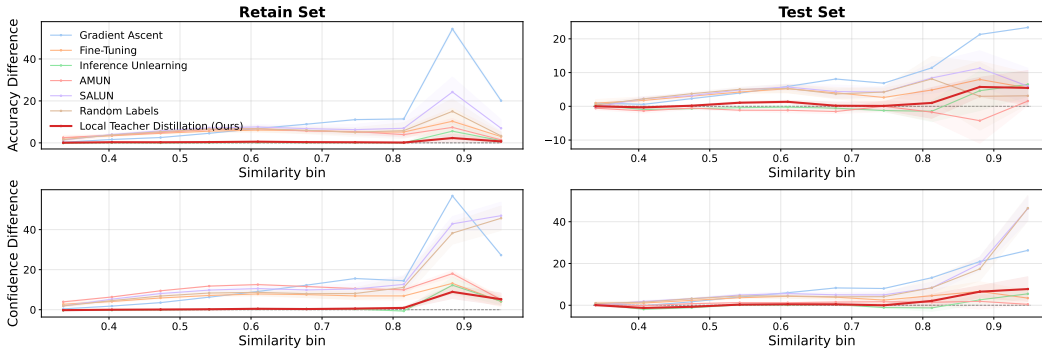 Retain Set
Test Set
Accuracy Difference
40
20
0
Gradient Ascent
Fine-Tuning
Inference Unlearning
AMUN
SALUN
Random Labels
Local Teacher Distillation (Ours)
0.4 0.5 0.6 0.7 0.8 0.9
Similarity bin
20
10
0
−10
0.4 0.5 0.6 0.7 0.8 0.9
Similarity bin
Confidence Difference
40
20
0
0.4 0.5 0.6 0.7 0.8 0.9
Similarity bin
40
20
0
0.4 0.5 0.6 0.7 0.8 0.9
Similarity bin